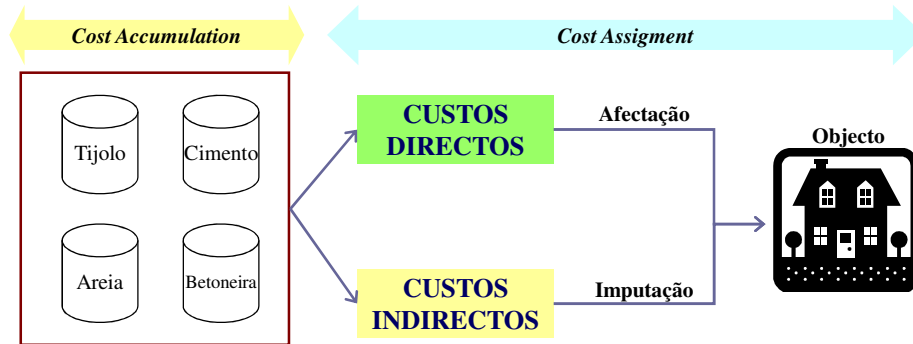 Cost Accumulation
Cost Assigment
Tijolo
Cimento
Areia
Betoneira
CUSTOS
DIRECTOS
Afectação
CUSTOS
INDIRECTOS
Imputação
Objecto